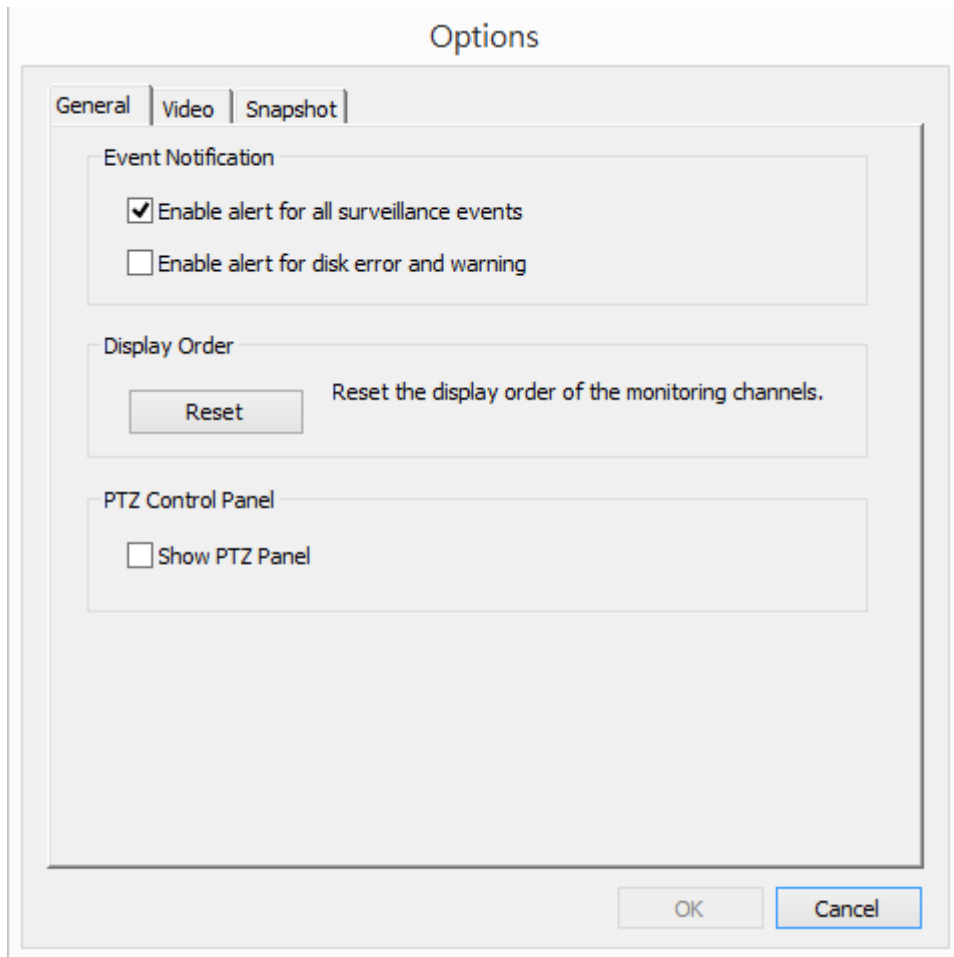 Options
General Video Snapshot
Event Notification
Enable alert for all surveillance events
Enable alert for disk error and warning
Display Order
Reset Reset the display order of the monitoring channels.
PTZ Control Panel
Show PTZ Panel
OK Cancel